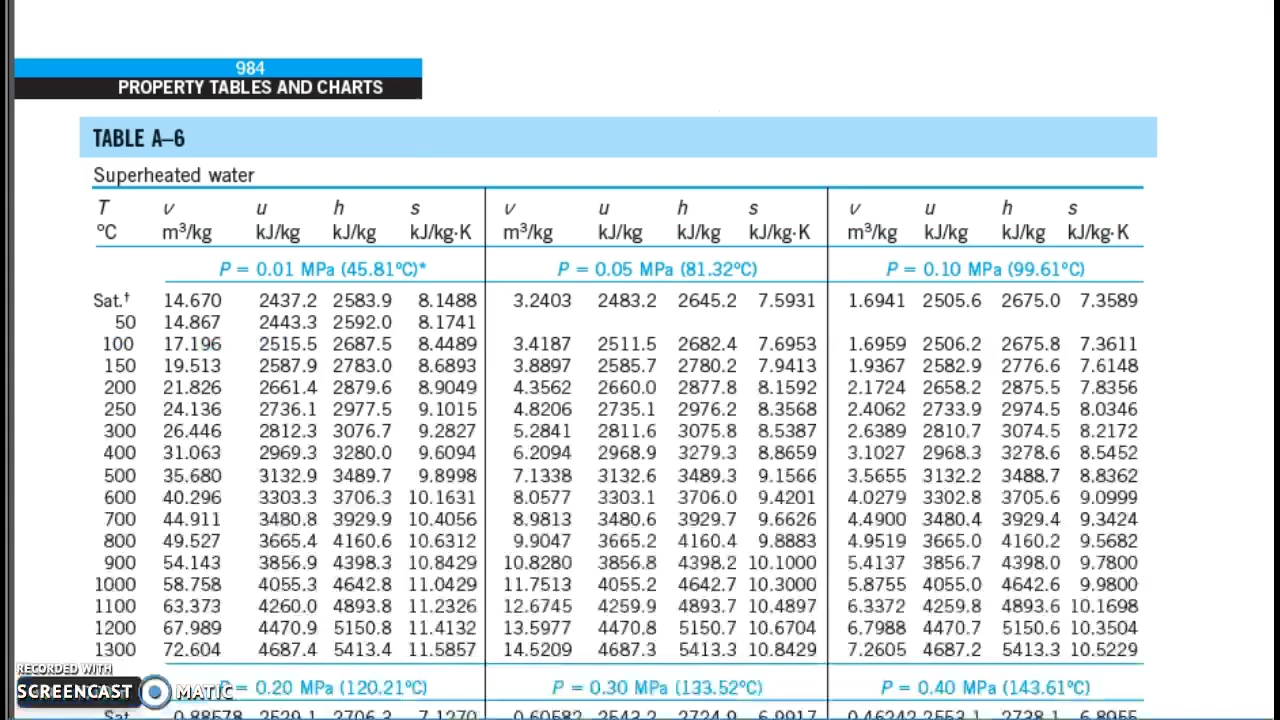 984
PROPERTY TABLES AND CHARTS
TABLE A–6
Superheated water
T v u h s v u h s v u h s
°C m³/kg kJ/kg kJ/kg kJ/kg·K m³/kg kJ/kg kJ/kg kJ/kg·K m³/kg kJ/kg kJ/kg kJ/kg·K
P = 0.01 MPa (45.81°C)* P = 0.05 MPa (81.32°C) P = 0.10 MPa (99.61°C)
Sat.† 14.670 2437.2 2583.9 8.1488 3.2403 2483.2 2645.2 7.5931 1.6941 2505.6 2675.0 7.3589
50 14.867 2443.3 2592.0 8.1741
100 17.196 2515.5 2687.5 8.4489 3.4187 2511.5 2682.4 7.6953 1.6959 2506.2 2675.8 7.3611
150 19.513 2587.9 2783.0 8.6893 3.8897 2585.7 2780.2 7.9413 1.9367 2582.9 2776.6 7.6148
200 21.826 2661.4 2879.6 8.9049 4.3562 2660.0 2877.8 8.1592 2.1724 2658.2 2875.5 7.8356
250 24.136 2736.1 2977.5 9.1015 4.8206 2735.1 2976.2 8.3568 2.4062 2733.9 2974.5 8.0346
300 26.446 2812.3 3076.7 9.2827 5.2841 2811.6 3075.8 8.5387 2.6389 2810.7 3074.5 8.2172
400 31.063 2969.3 3280.0 9.6094 6.2094 2968.9 3279.3 8.8659 3.1027 2968.3 3278.6 8.5452
500 35.680 3132.9 3489.7 9.8998 7.1338 3132.6 3489.3 9.1566 3.5655 3132.2 3488.7 8.8362
600 40.296 3303.3 3706.3 10.1631 8.0577 3303.1 3706.0 9.4201 4.0279 3302.8 3705.6 9.0999
700 44.911 3480.8 3929.9 10.4056 8.9813 3480.6 3929.7 9.6626 4.4900 3480.4 3929.4 9.3424
800 49.527 3665.4 4160.6 10.6312 9.9047 3665.2 4160.4 9.8883 4.9519 3665.0 4160.2 9.5682
900 54.143 3856.9 4398.3 10.8429 10.8280 3856.8 4398.2 10.1000 5.4137 3856.7 4398.0 9.7800
1000 58.758 4055.3 4642.8 11.0429 11.7513 4055.2 4642.7 10.3000 5.8755 4055.0 4642.6 9.9800
1100 63.373 4260.0 4893.8 11.2326 12.6745 4259.9 4893.7 10.4897 6.3372 4259.8 4893.6 10.1698
1200 67.989 4470.9 5150.8 11.4132 13.5977 4470.8 5150.7 10.6704 6.7988 4470.7 5150.6 10.3504
1300 72.604 4687.4 5413.4 11.5857 14.5209 4687.3 5413.3 10.8429 7.2605 4687.2 5413.3 10.5229
RECORDED WITH
SCREENCAST MATIC
= 0.20 MPa (120.21°C) P = 0.30 MPa (133.52°C) P = 0.40 MPa (143.61°C)
Sat. 0.88578 2529.1 2706.3 7.1270 0.60582 2543.2 2724.9 6.9917 0.46242 2553.1 2738.1 6.8955